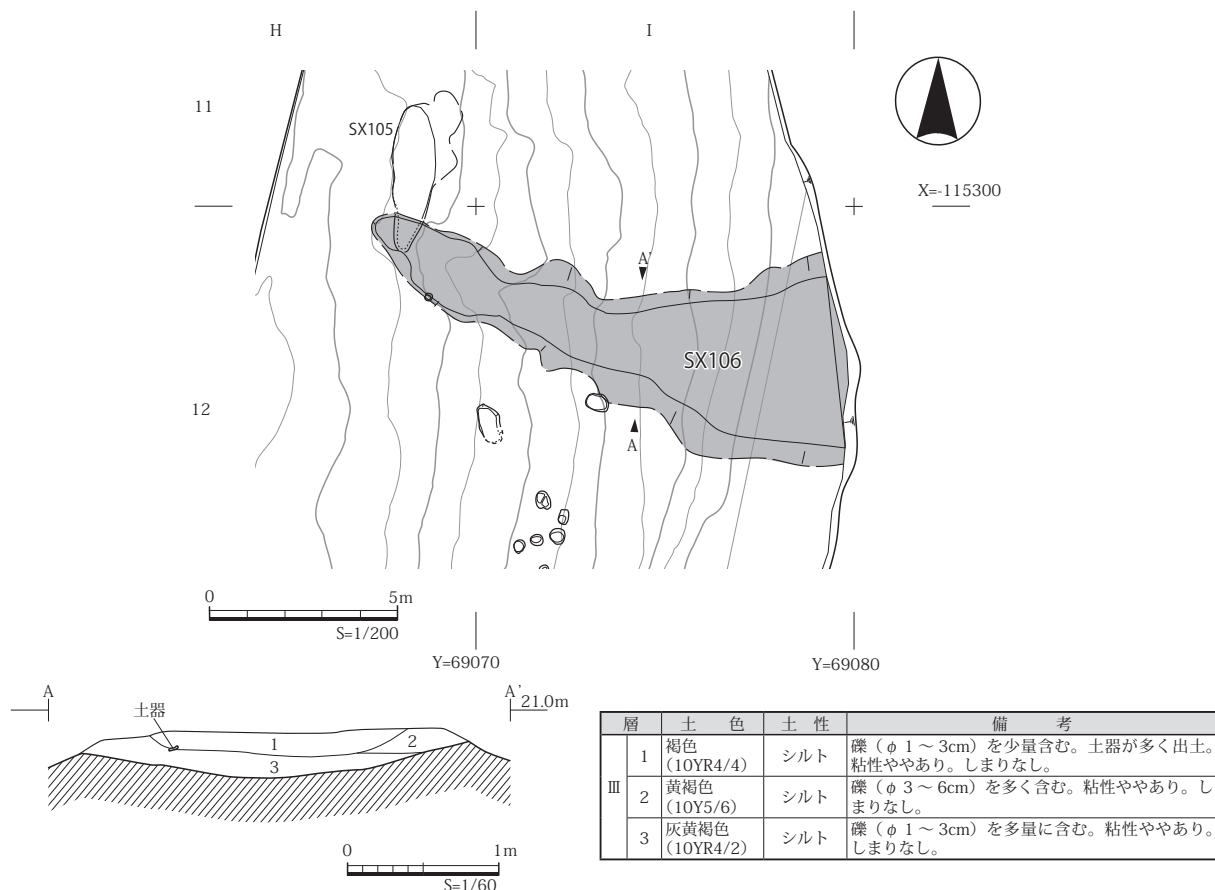 H
I
11
SX105
X=-115300
A'
SX106
12
A
0 5m
S=1/200
Y=69070
Y=69080
A
A'
21.0m
土器
1
2
3
0 1m
S=1/60
層 土 色 土 性 備 考
Ⅲ
1 褐色 (10YR4/4) シルト 礫(φ 1 ~ 3cm)を少量含む。土器が多く出土。
粘性ややあり。しまりなし。
2 黄褐色 (10Y5/6) シルト 礫(φ 3 ~ 6cm)を多く含む。粘性ややあり。し
まりなし。
3 灰黄褐色 (10YR4/2) シルト 礫(φ 1 ~ 3cm)を多量に含む。粘性ややあり。
しまりなし。